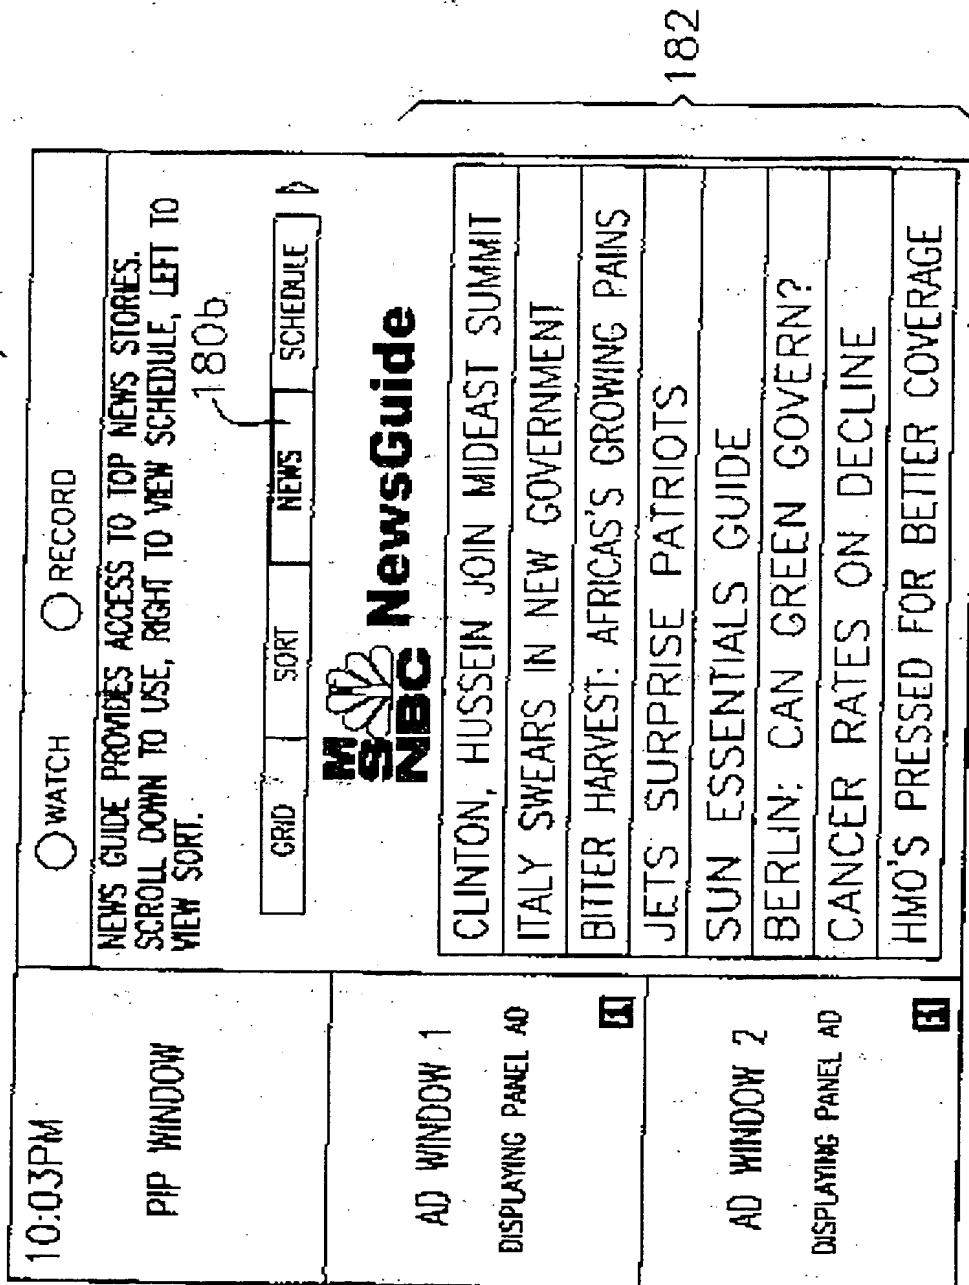 10:03PM
PIP WINDOW
AD WINDOW 1
DISPLAYING PANEL AD
AD WINDOW 2
DISPLAYING PANEL AD
WATCH RECORD
NEWS GUIDE PROVIDES ACCESS TO TOP NEWS STORIES.
SCROLL DOWN TO USE, RIGHT TO VIEW SCHEDULE, LEFT TO
VIEW SORT.
180b
GRID SORT NEWS SCHEDULE
MSNBC NewsGuide
CLINTON, HUSSEIN JOIN MIDEAST SUMMIT
ITALY SWEARS IN NEW GOVERNMENT
BITTER HARVEST: AFRICAS'S GROWING PAINS
JETS SURPRISE PATRIOTS
SUN ESSENTIALS GUIDE
BERLIN: CAN GREEN GOVERN?
CANCER RATES ON DECLINE
HMO'S PRESSED FOR BETTER COVERAGE
182